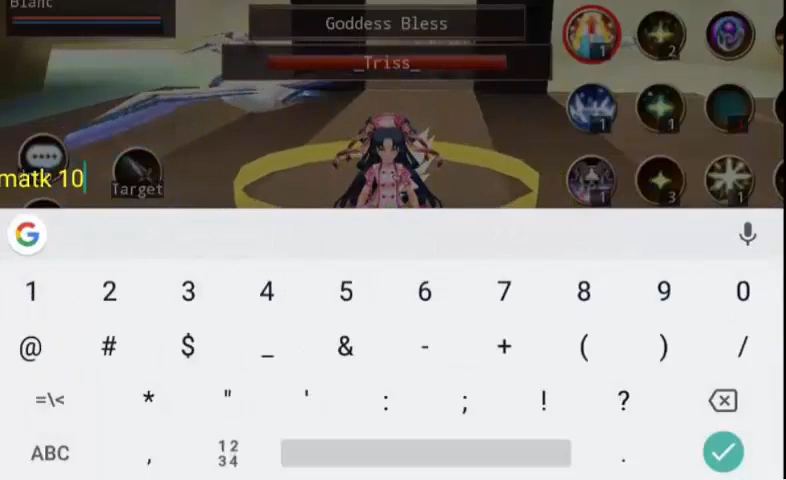 Blanc
Goddess Bless
_Triss_
1
2
1
1
Target
1
3
1
matk 10
G
1 2 3 4 5 6 7 8 9 0
@ # $ _ & - + ( ) /
=\< * " ' : ; ! ?
ABC , 12 34 .